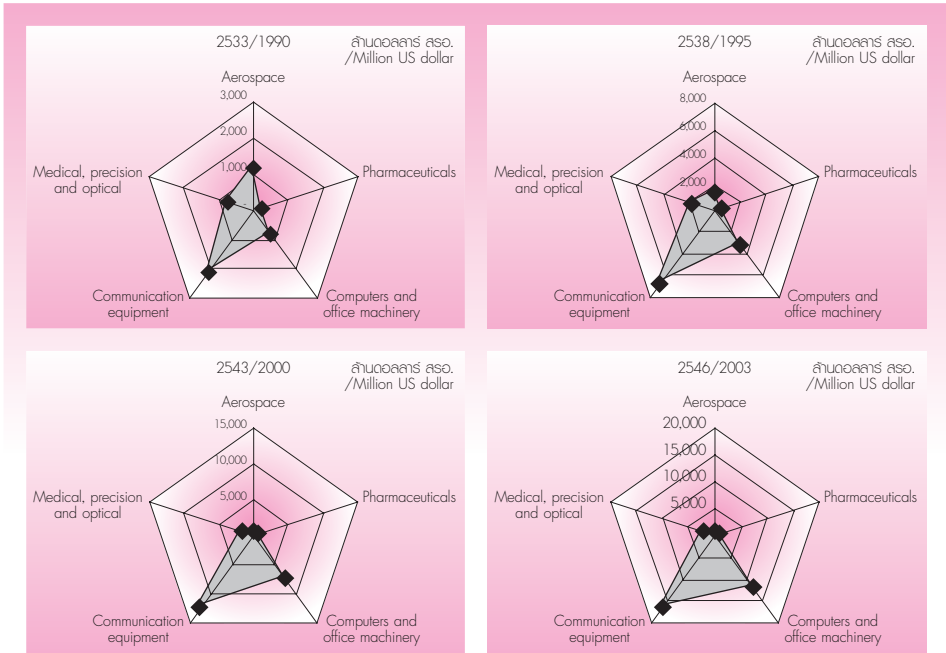 2533/1990
ล้านดอลลาร์ สรอ.
/Million US dollar
Aerospace
3,000
2,000
1,000
Medical, precision
and optical
Pharmaceuticals
Communication
equipment
Computers and
office machinery
2538/1995
ล้านดอลลาร์ สรอ.
/Million US dollar
Aerospace
8,000
6,000
4,000
2,000
Medical, precision
and optical
Pharmaceuticals
Communication
equipment
Computers and
office machinery
2543/2000
ล้านดอลลาร์ สรอ.
/Million US dollar
Aerospace
15,000
10,000
5,000
Medical, precision
and optical
Pharmaceuticals
Communication
equipment
Computers and
office machinery
2546/2003
ล้านดอลลาร์ สรอ.
/Million US dollar
Aerospace
20,000
15,000
10,000
5,000
Medical, precision
and optical
Pharmaceuticals
Communication
equipment
Computers and
office machinery